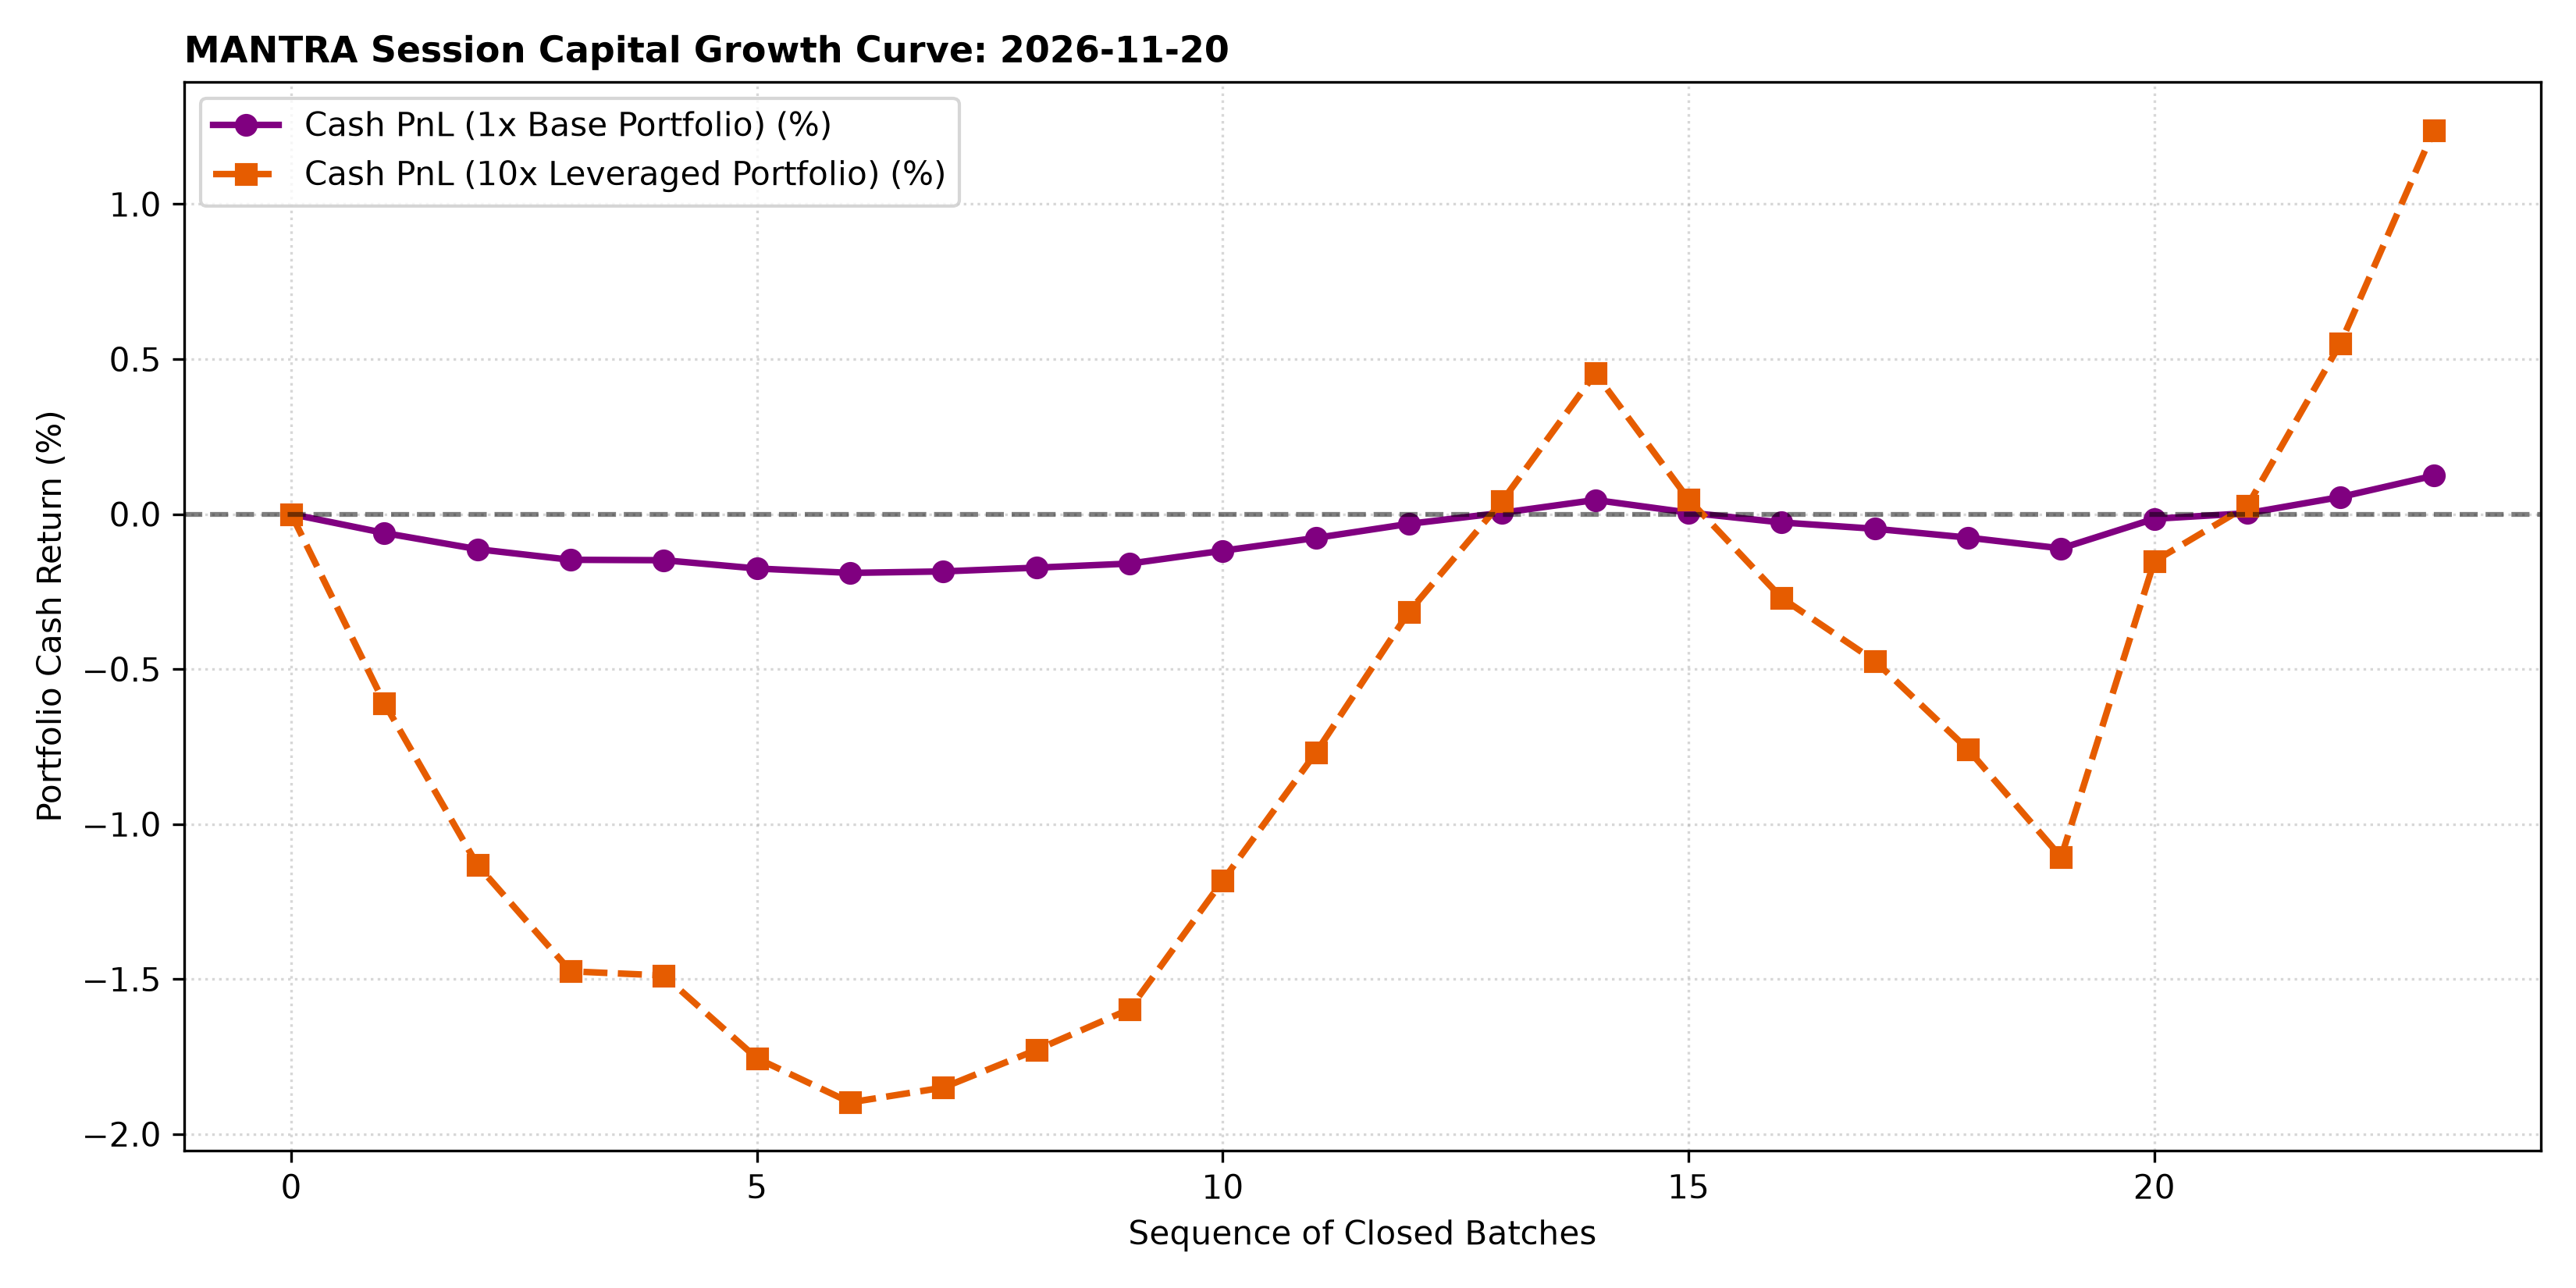 MANTRA Session Capital Growth Curve: 2026-11-20
Cash PnL (1x Base Portfolio) (%)
Cash PnL (10x Leveraged Portfolio) (%)
Portfolio Cash Return (%)
1.0
0.5
0.0
−0.5
−1.0
−1.5
−2.0
0 5 10 15 20
Sequence of Closed Batches